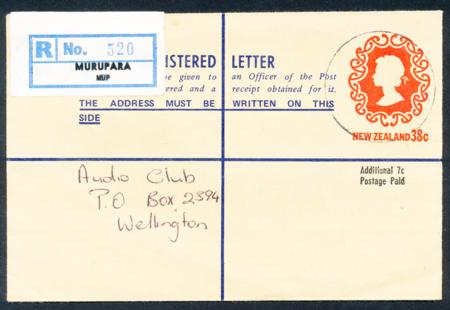 R No. 520
MURUPARA
MUP
ISTERED LETTER
be given to an Officer of the Post
ered and a receipt obtained for it.
THE ADDRESS MUST BE WRITTEN ON THIS
SIDE
NEW ZEALAND 38c
Additional 7c
Postage Paid
Audio Club
P.O Box 2394
Wellington